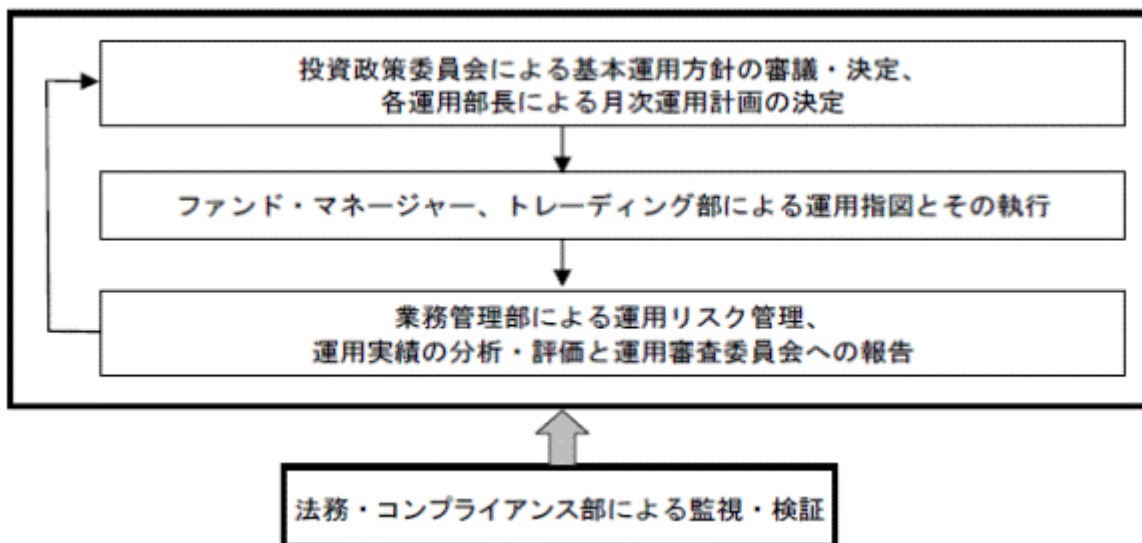 投資政策委員会による基本運用方針の審議・決定、
各運用部長による月次運用計画の決定
ファンド・マネージャー、トレーディング部による運用指図とその執行
業務管理部による運用リスク管理、
運用実績の分析・評価と運用審査委員会への報告
法務・コンプライアンス部による監視・検証